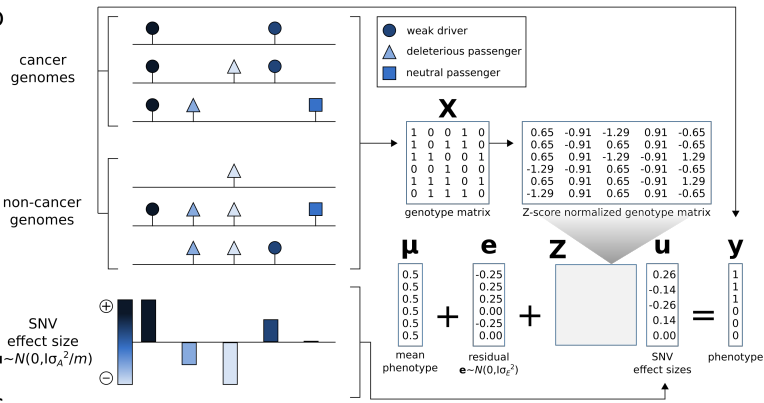 weak driver
deleterious passenger
neutral passenger
cancer
genomes
non-cancer
genomes
X
1 0 0 1 0
1 0 1 1 0
1 1 0 0 1
0 0 1 0 0
1 1 1 0 1
0 1 1 1 0
genotype matrix
0.65 -0.91 -1.29 0.91 -0.65
0.65 -0.91 0.65 0.91 -0.65
0.65 0.91 -1.29 -0.91 1.29
-1.29 -0.91 0.65 -0.91 -0.65
0.65 0.91 0.65 -0.91 1.29
-1.29 0.91 0.65 0.91 -0.65
Z-score normalized genotype matrix
μ e Z u y
0.5
0.5
0.5
0.5
0.5
0.5
mean
phenotype
+
-0.25
0.25
0.25
0.00
-0.25
0.00
residual
e~N(0,Iσ_E²)
+
0.26
-0.14
-0.26
0.14
0.00
SNV
effect sizes
=
1
1
1
0
0
0
phenotype
SNV
effect size
~N(0,Iσ_A²/m)
+
−